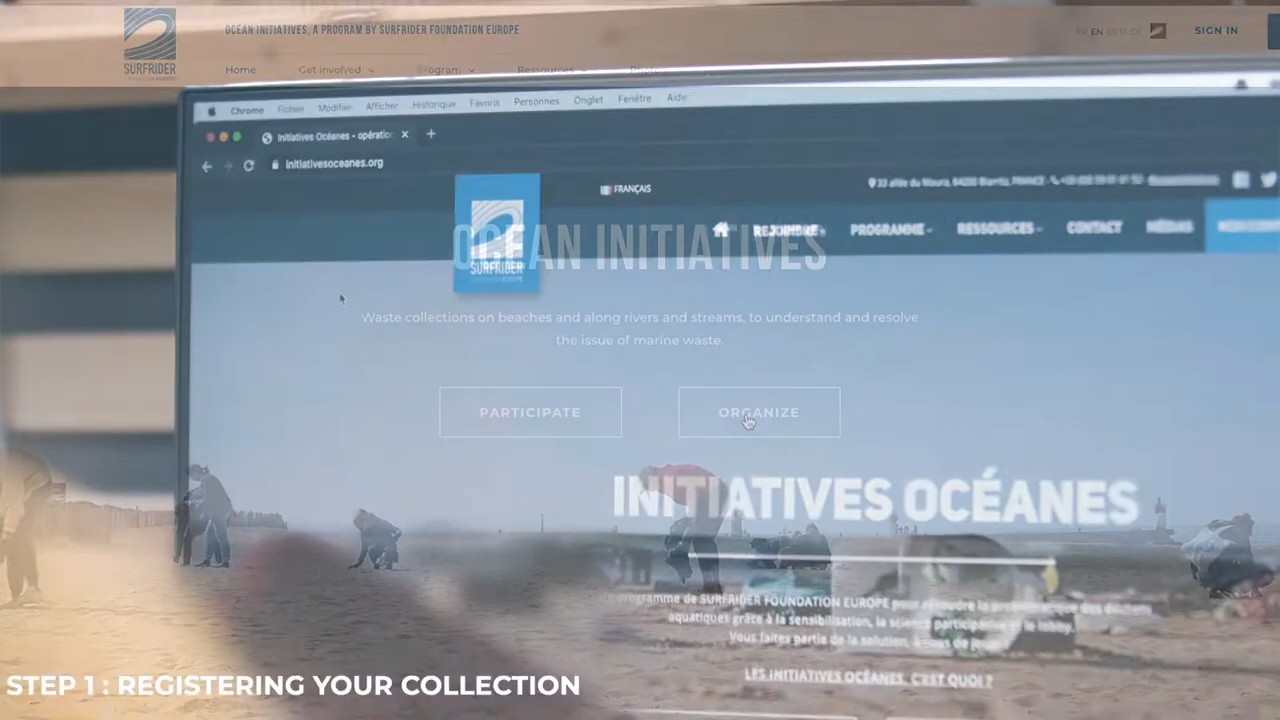 OCEAN INITIATIVES, A PROGRAM BY SURFRIDER FOUNDATION EUROPE
FR EN ES IT DE
SIGN IN
SURFRIDER
Home
Get involved
Program
Ressources
Photos
Chrome Fichier Modifier Afficher Historique Favoris Personnes Onglet Fenêtre Aide
Initiatives Océanes - opération
initiativesoceanes.org
FRANÇAIS
33 allée du Moura, 64200 Biarritz, FRANCE
REJOINDRE
PROGRAMME
RESSOURCES
CONTACT
MÉDIAS
SURFRIDER
OCEAN INITIATIVES
Waste collections on beaches and along rivers and streams, to understand and resolve
the issue of marine waste.
PARTICIPATE
ORGANIZE
INITIATIVES OCÉANES
programme de SURFRIDER FOUNDATION EUROPE pour résoudre la problématique des déchets
aquatiques grâce à la sensibilisation, la science participative et le lobby.
Vous faites partie de la solution, à vous de jouer
LES INITIATIVES OCÉANES, C'EST QUOI ?
STEP 1 : REGISTERING YOUR COLLECTION